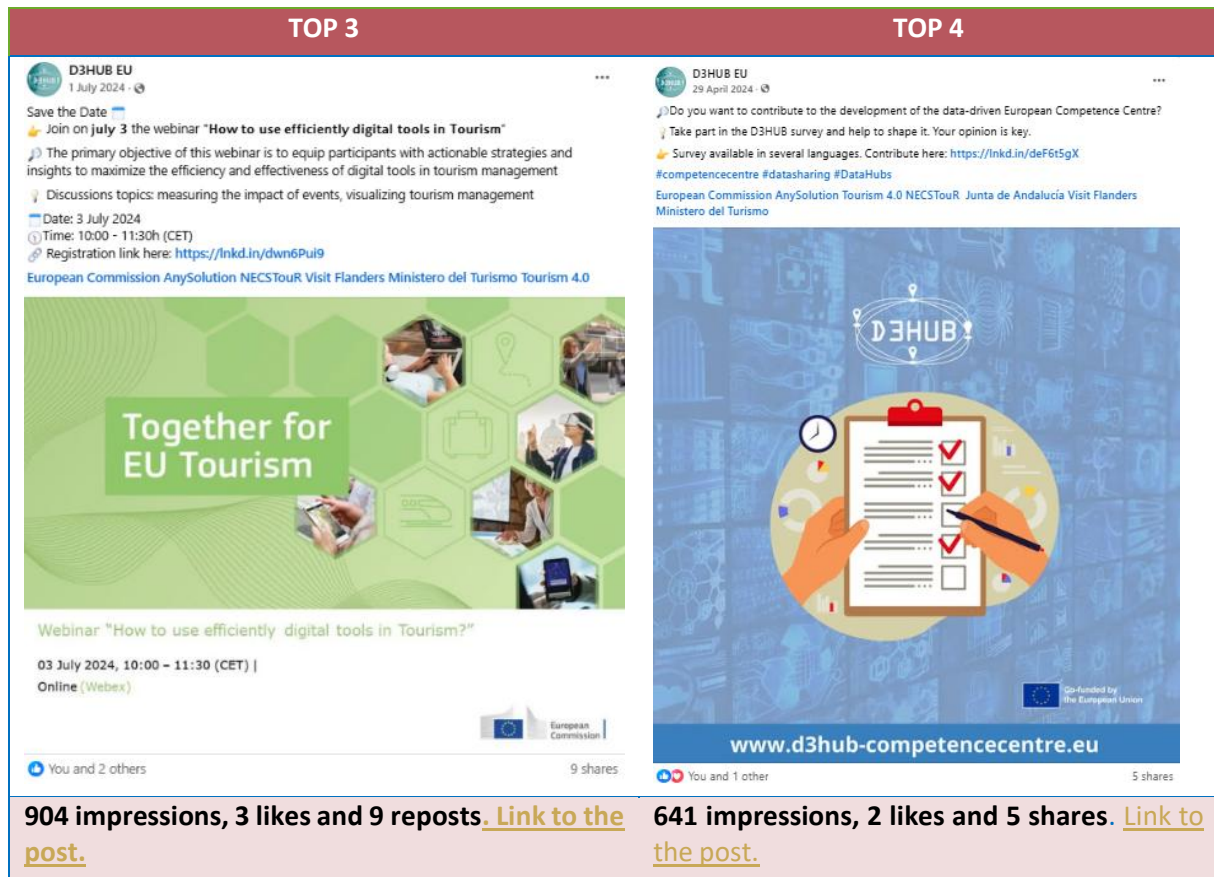 TOP 3
D3HUB EU
1 July 2024 ·
Save the Date
Join on july 3 the webinar "How to use efficiently digital tools in Tourism"
The primary objective of this webinar is to equip participants with actionable strategies and
insights to maximize the efficiency and effectiveness of digital tools in tourism management
Discussions topics: measuring the impact of events, visualizing tourism management
Date: 3 July 2024
Time: 10:00 - 11:30h (CET)
Registration link here: https://lnkd.in/dwn6Pui9
European Commission AnySolution NECSTouR Visit Flanders Ministero del Turismo Tourism 4.0
Together for
EU Tourism
Webinar "How to use efficiently digital tools in Tourism?"
03 July 2024, 10:00 – 11:30 (CET) |
Online (Webex)
European
Commission
You and 2 others
9 shares
904 impressions, 3 likes and 9 reposts. Link to the
post.
TOP 4
D3HUB EU
29 April 2024 ·
Do you want to contribute to the development of the data-driven European Competence Centre?
Take part in the D3HUB survey and help to shape it. Your opinion is key.
Survey available in several languages. Contribute here: https://lnkd.in/deF6t5gX
#competencecentre #datasharing #DataHubs
European Commission AnySolution Tourism 4.0 NECSTouR Junta de Andalucía Visit Flanders
Ministero del Turismo
D3HUB
Co-funded by
the European Union
www.d3hub-competencecentre.eu
You and 1 other
5 shares
641 impressions, 2 likes and 5 shares. Link to
the post.